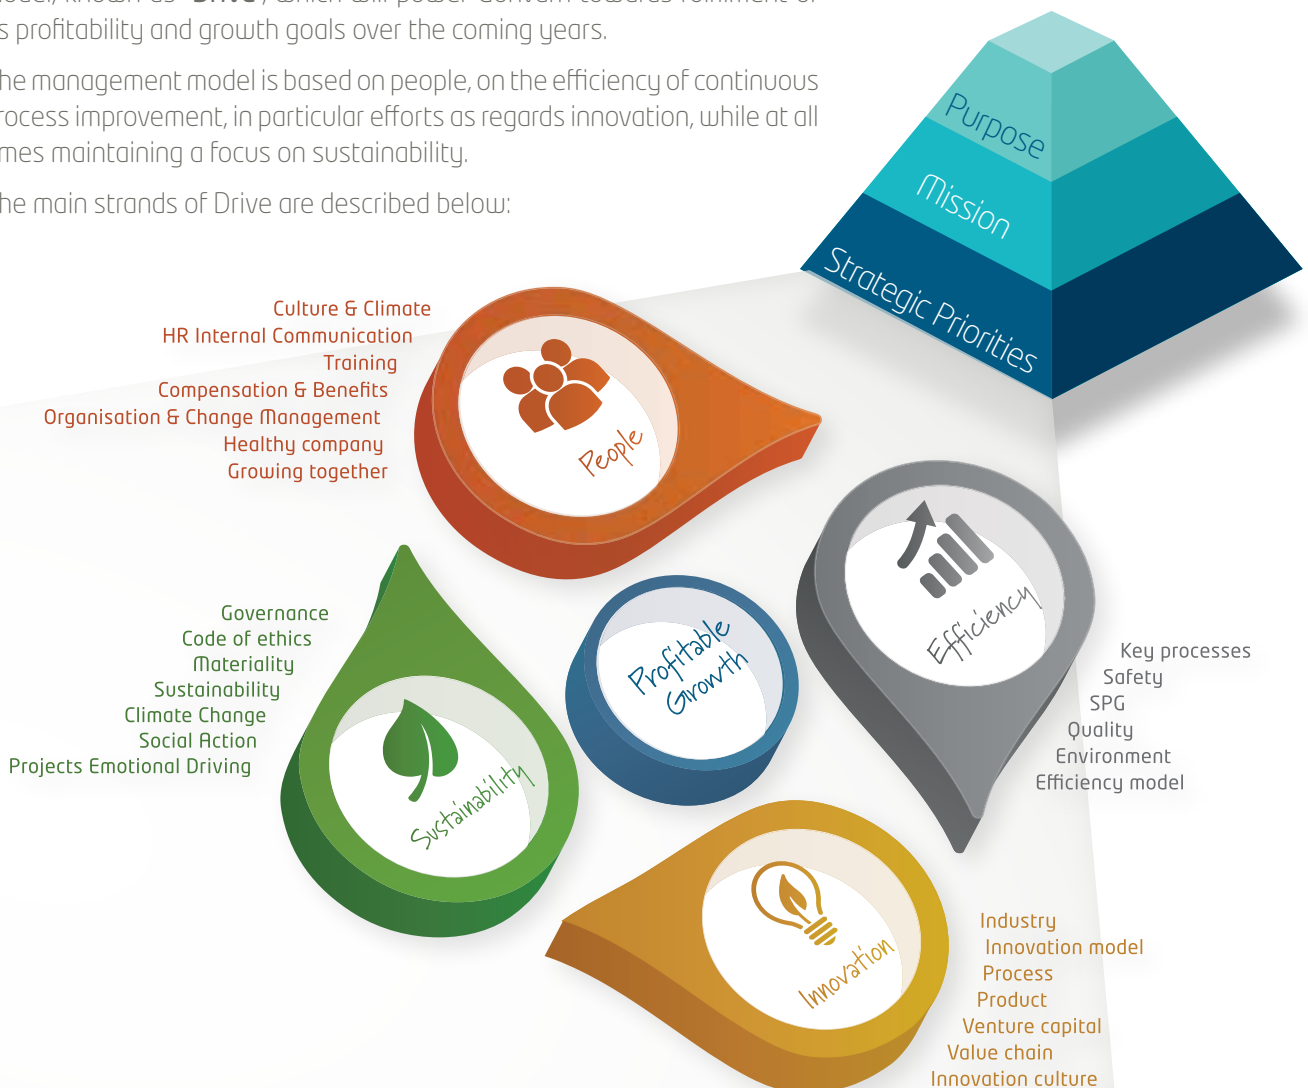 "Drive", which will power
profitability and growth goals over the coming years.
management model is based on people, on the efficiency of continuous
improvement, in particular efforts as regards innovation, while at all
maintaining a focus on sustainability.
main strands of Drive are described below:
Purpose
Mission
Strategic Priorities
Culture & Climate
HR Internal Communication
Training
Compensation & Benefits
Organisation & Change Management
Healthy company
Growing together
People
Efficiency
Key processes
Safety
SPG
Quality
Environment
Efficiency model
Profitable
Growth
Governance
Code of ethics
Materiality
Sustainability
Climate Change
Social Action
Projects Emotional Driving
Sustainability
Innovation
Industry
Innovation model
Process
Product
Venture capital
Value chain
Innovation culture